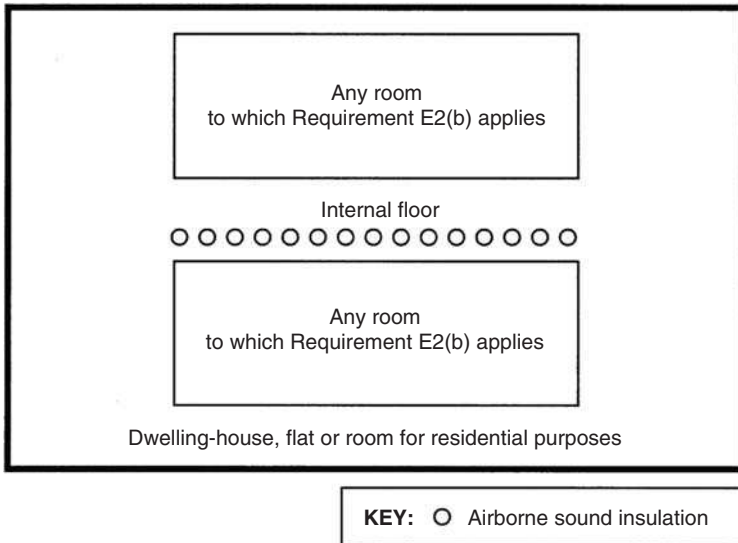 Any room
to which Requirement E2(b) applies
Internal floor
Any room
to which Requirement E2(b) applies
Dwelling-house, flat or room for residential purposes
KEY: O Airborne sound insulation